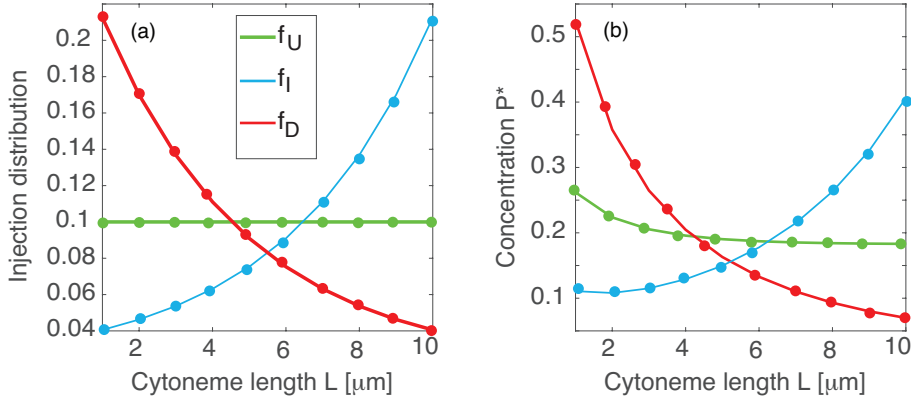 (a)
f_U
f_I
f_D
0.2
0.18
0.16
0.14
0.12
0.1
0.08
0.06
0.04
2
4
6
8
10
Injection distribution
Cytoneme length L [μm]
(b)
0.5
0.4
0.3
0.2
0.1
2
4
6
8
10
Concentration P*
Cytoneme length L [μm]